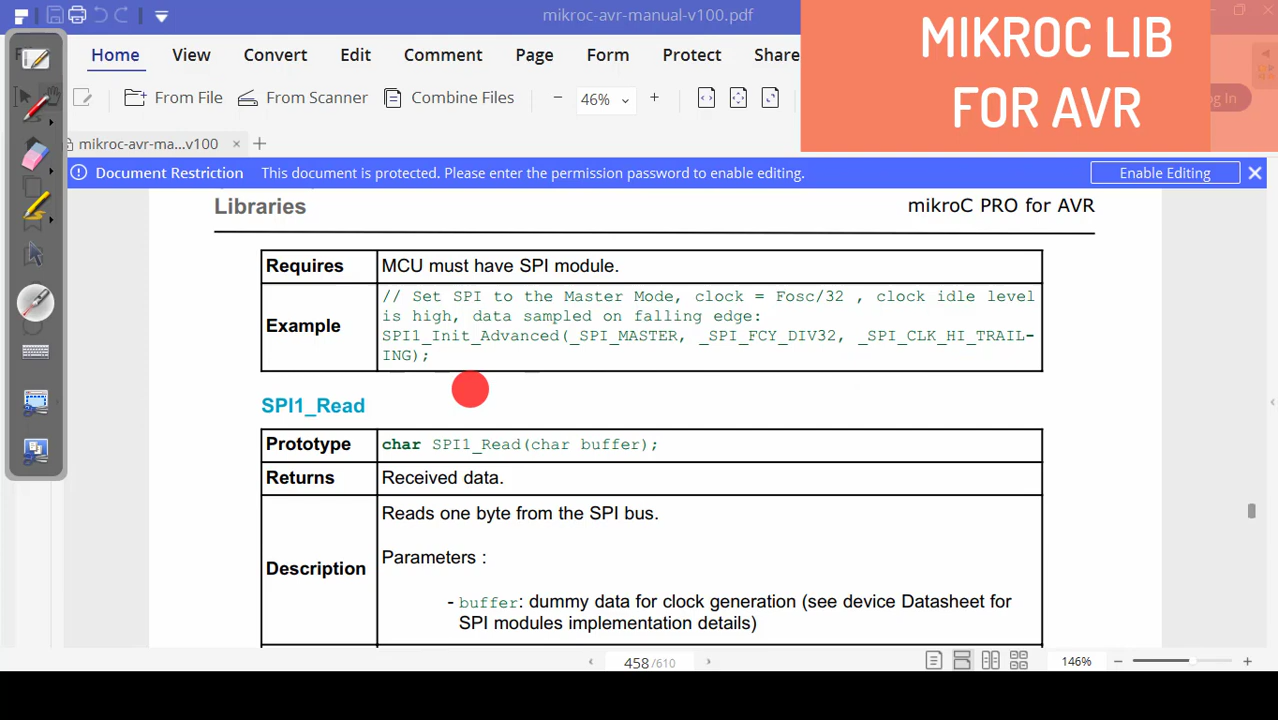 mikroc-avr-manual-v100.pdf
MIKROC LIB
FOR AVR
Home View Convert Edit Comment Page Form Protect Share
From File From Scanner Combine Files 46%
mikroc-avr-ma...v100
Document Restriction This document is protected. Please enter the permission password to enable editing. Enable Editing
Libraries mikroC PRO for AVR
Requires MCU must have SPI module.
Example
// Set SPI to the Master Mode, clock = Fosc/32 , clock idle level
is high, data sampled on falling edge:
SPI1_Init_Advanced(_SPI_MASTER, _SPI_FCY_DIV32, _SPI_CLK_HI_TRAIL-
ING);
SPI1_Read
Prototype char SPI1_Read(char buffer);
Returns Received data.
Description
Reads one byte from the SPI bus.
Parameters :
- buffer: dummy data for clock generation (see device Datasheet for
SPI modules implementation details)
458/610
146%